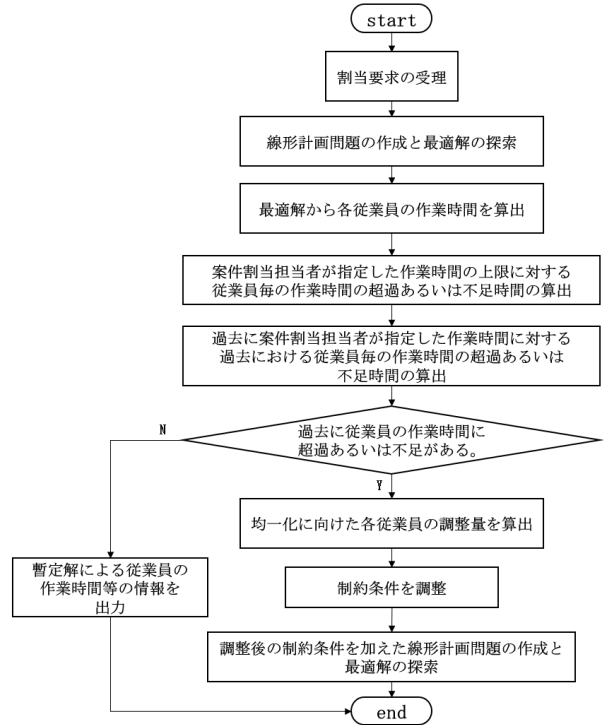 start
割当要求の受理
線形計画問題の作成と最適解の探索
最適解から各従業員の作業時間を算出
案件割当担当者が指定した作業時間の上限に対する
従業員毎の作業時間の超過あるいは不足時間の算出
過去に案件割当担当者が指定した作業時間に対する
過去における従業員毎の作業時間の超過あるいは
不足時間の算出
過去に従業員の作業時間に
超過あるいは不足がある。
N
Y
均一化に向けた各従業員の調整量を算出
暫定解による従業員の
作業時間等の情報を
出力
制約条件を調整
調整後の制約条件を加えた線形計画問題の作成と
最適解の探索
end